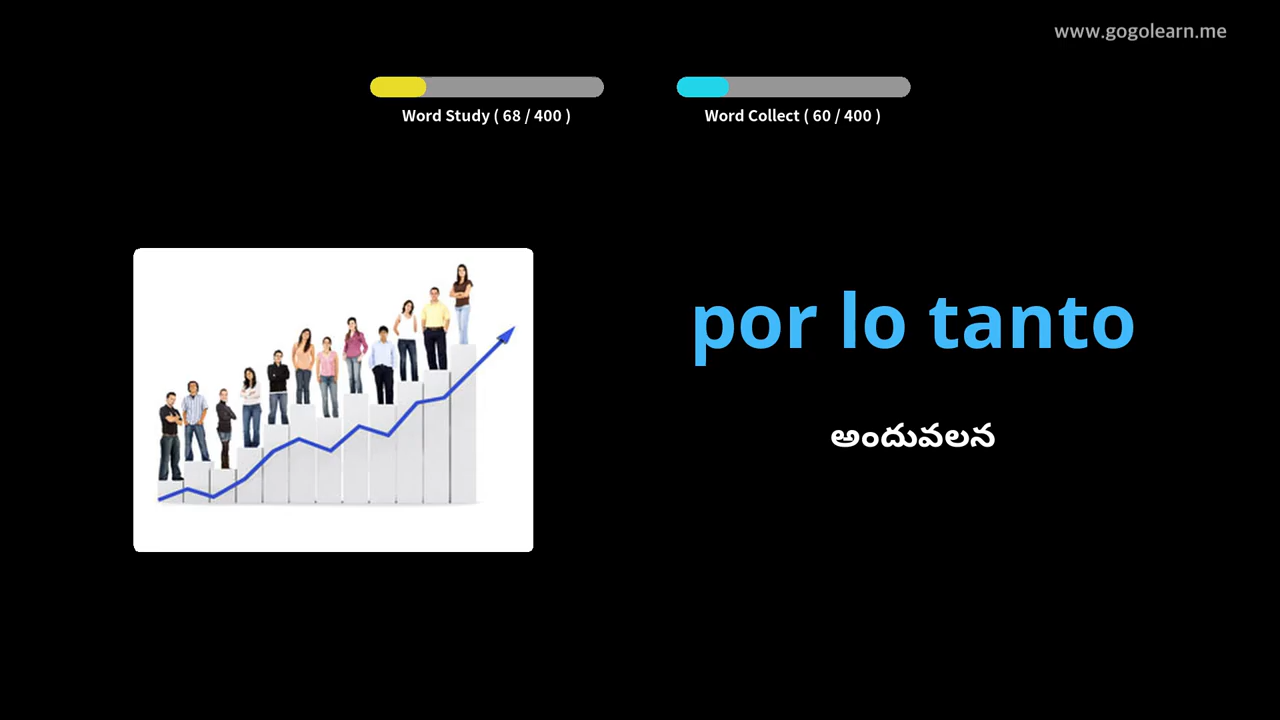 www.gogolearn.me
Word Study ( 68 / 400 )
Word Collect ( 60 / 400 )
por lo tanto
అందువలన